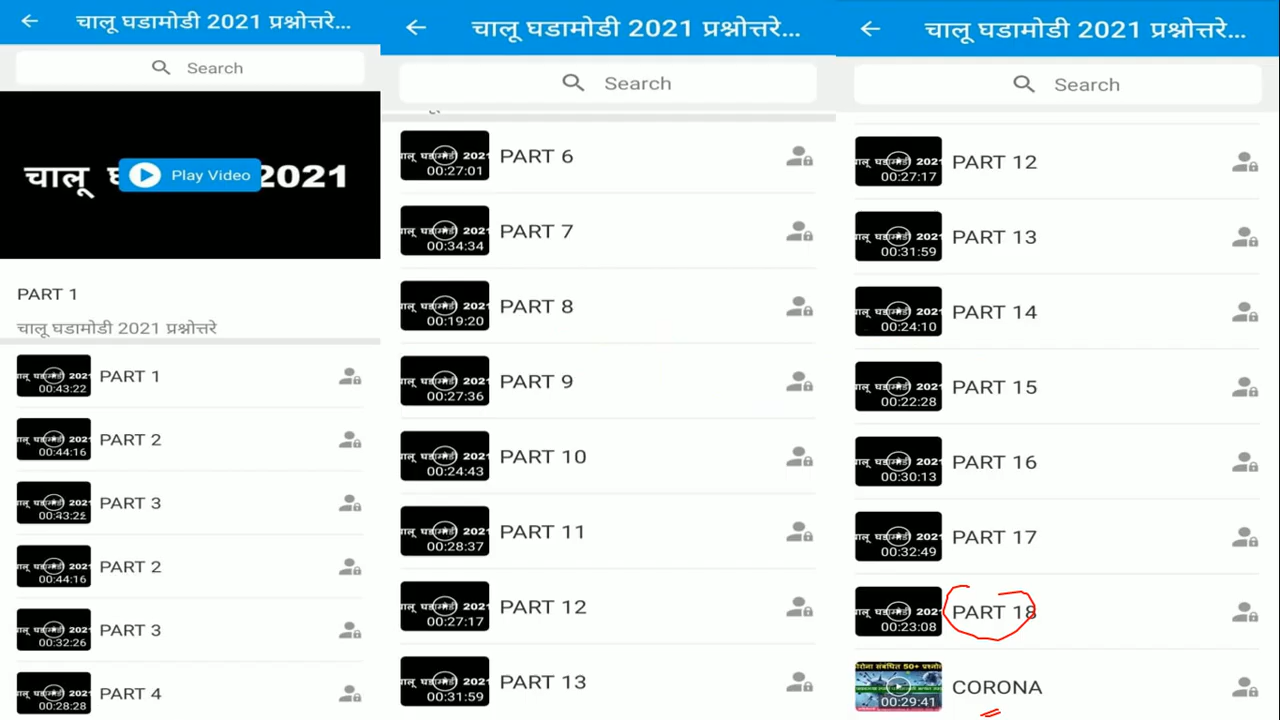 चालू घडामोडी 2021 प्रश्नोत्तरे...
Search
Play Video
2021
चालू
PART 1
चालू घडामोडी 2021 प्रश्नोत्तरे
00:43:22
PART 1
00:44:16
PART 2
00:43:22
PART 3
00:44:16
PART 2
00:32:26
PART 3
00:28:28
PART 4
चालू घडामोडी 2021 प्रश्नोत्तरे...
Search
00:27:01
PART 6
00:34:34
PART 7
00:19:20
PART 8
00:27:36
PART 9
00:24:43
PART 10
00:28:37
PART 11
00:27:17
PART 12
00:31:59
PART 13
चालू घडामोडी 2021 प्रश्नोत्तरे...
Search
00:27:17
PART 12
00:31:59
PART 13
00:24:10
PART 14
00:22:28
PART 15
00:30:13
PART 16
00:32:49
PART 17
00:23:08
PART 18
00:29:41
CORONA